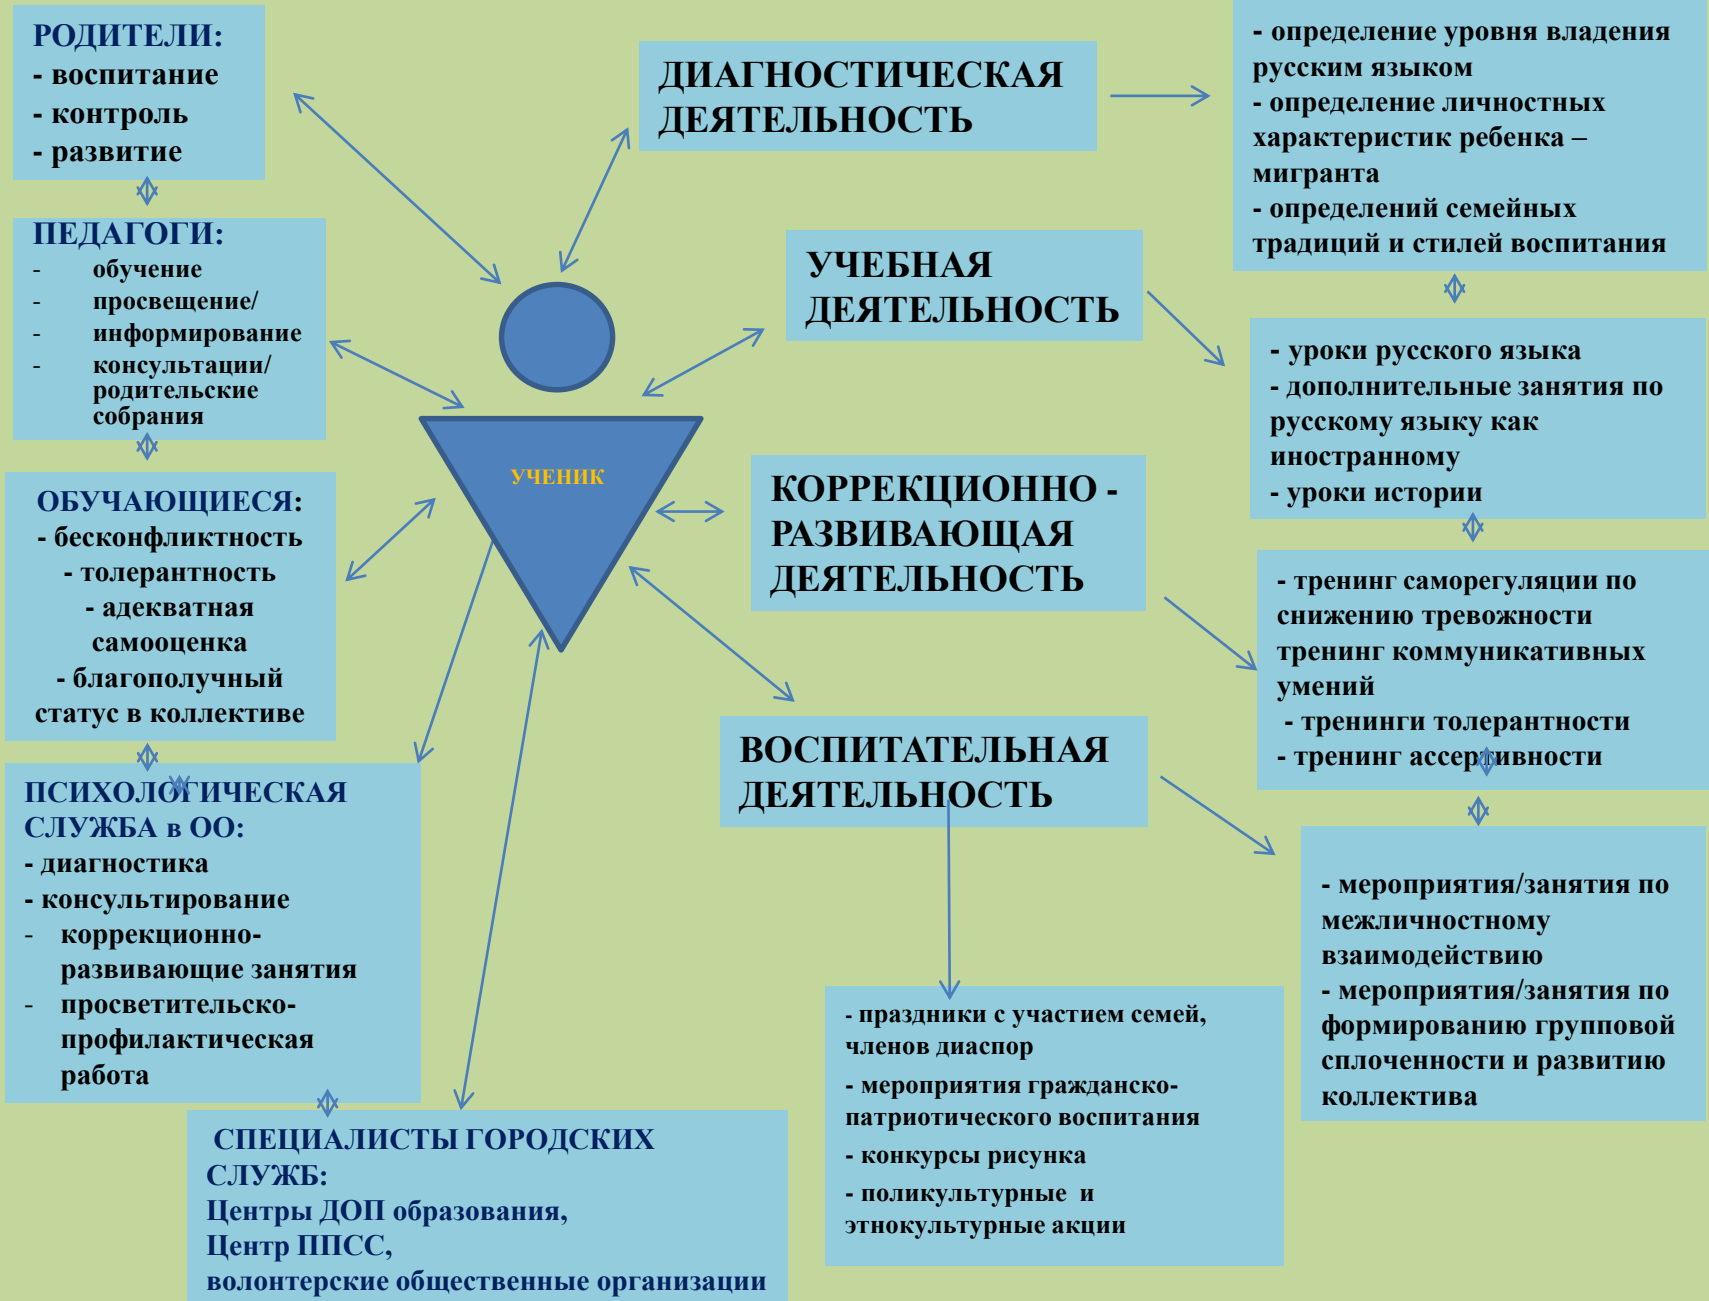 РОДИТЕЛИ:
- воспитание
- контроль
- развитие
ПЕДАГОГИ:
- обучение
- просвещение/
- информирование
- консультации/
родительские
собрания
ОБУЧАЮЩИЕСЯ:
- бесконфликтность
- толерантность
- адекватная
самооценка
- благополучный
статус в коллективе
ПСИХОЛОГИЧЕСКАЯ
СЛУЖБА в ОО:
- диагностика
- консультирование
- коррекционно-
развивающие занятия
- просветительско-
профилактическая
работа
СПЕЦИАЛИСТЫ ГОРОДСКИХ
СЛУЖБ:
Центры ДОП образования,
Центр ППСС,
волонтерские общественные организации
УЧЕНИК
ДИАГНОСТИЧЕСКАЯ
ДЕЯТЕЛЬНОСТЬ
УЧЕБНАЯ
ДЕЯТЕЛЬНОСТЬ
КОРРЕКЦИОННО -
РАЗВИВАЮЩАЯ
ДЕЯТЕЛЬНОСТЬ
ВОСПИТАТЕЛЬНАЯ
ДЕЯТЕЛЬНОСТЬ
- праздники с участием семей,
членов диаспор
- мероприятия гражданско-
патриотического воспитания
- конкурсы рисунка
- поликультурные и
этнокультурные акции
- определение уровня владения
русским языком
- определение личностных
характеристик ребенка –
мигранта
- определений семейных
традиций и стилей воспитания
- уроки русского языка
- дополнительные занятия по
русскому языку как
иностранному
- уроки истории
- тренинг саморегуляции по
снижению тревожности
тренинг коммуникативных
умений
- тренинги толерантности
- тренинг ассертивности
- мероприятия/занятия по
межличностному
взаимодействию
- мероприятия/занятия по
формированию групповой
сплоченности и развитию
коллектива